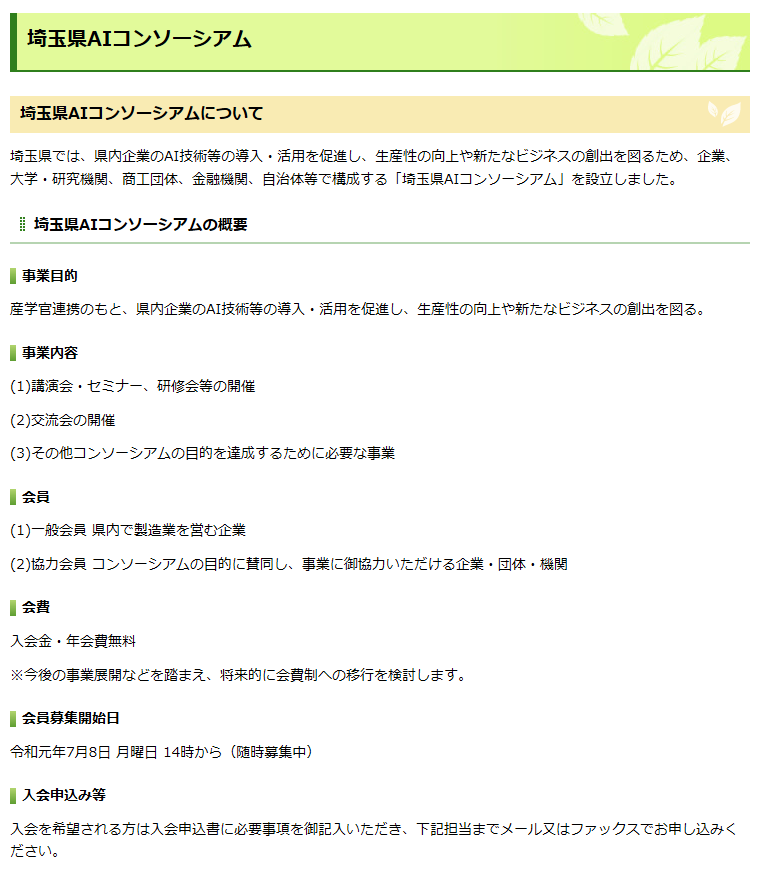 埼玉県AIコンソーシアム
埼玉県AIコンソーシアムについて
埼玉県では、県内企業のAI技術等の導入・活用を促進し、生産性の向上や新たなビジネスの創出を図るため、企業、
大学・研究機関、商工団体、金融機関、自治体等で構成する「埼玉県AIコンソーシアム」を設立しました。
埼玉県AIコンソーシアムの概要
事業目的
産学官連携のもと、県内企業のAI技術等の導入・活用を促進し、生産性の向上や新たなビジネスの創出を図る。
事業内容
(1)講演会・セミナー、研修会等の開催
(2)交流会の開催
(3)その他コンソーシアムの目的を達成するために必要な事業
会員
(1)一般会員 県内で製造業を営む企業
(2)協力会員 コンソーシアムの目的に賛同し、事業に御協力いただける企業・団体・機関
会費
入会金・年会費無料
※今後の事業展開などを踏まえ、将来的に会費制への移行を検討します。
会員募集開始日
令和元年7月8日 月曜日 14時から（随時募集中）
入会申込み等
入会を希望される方は入会申込書に必要事項を御記入いただき、下記担当までメール又はファックスでお申し込みく
ださい。